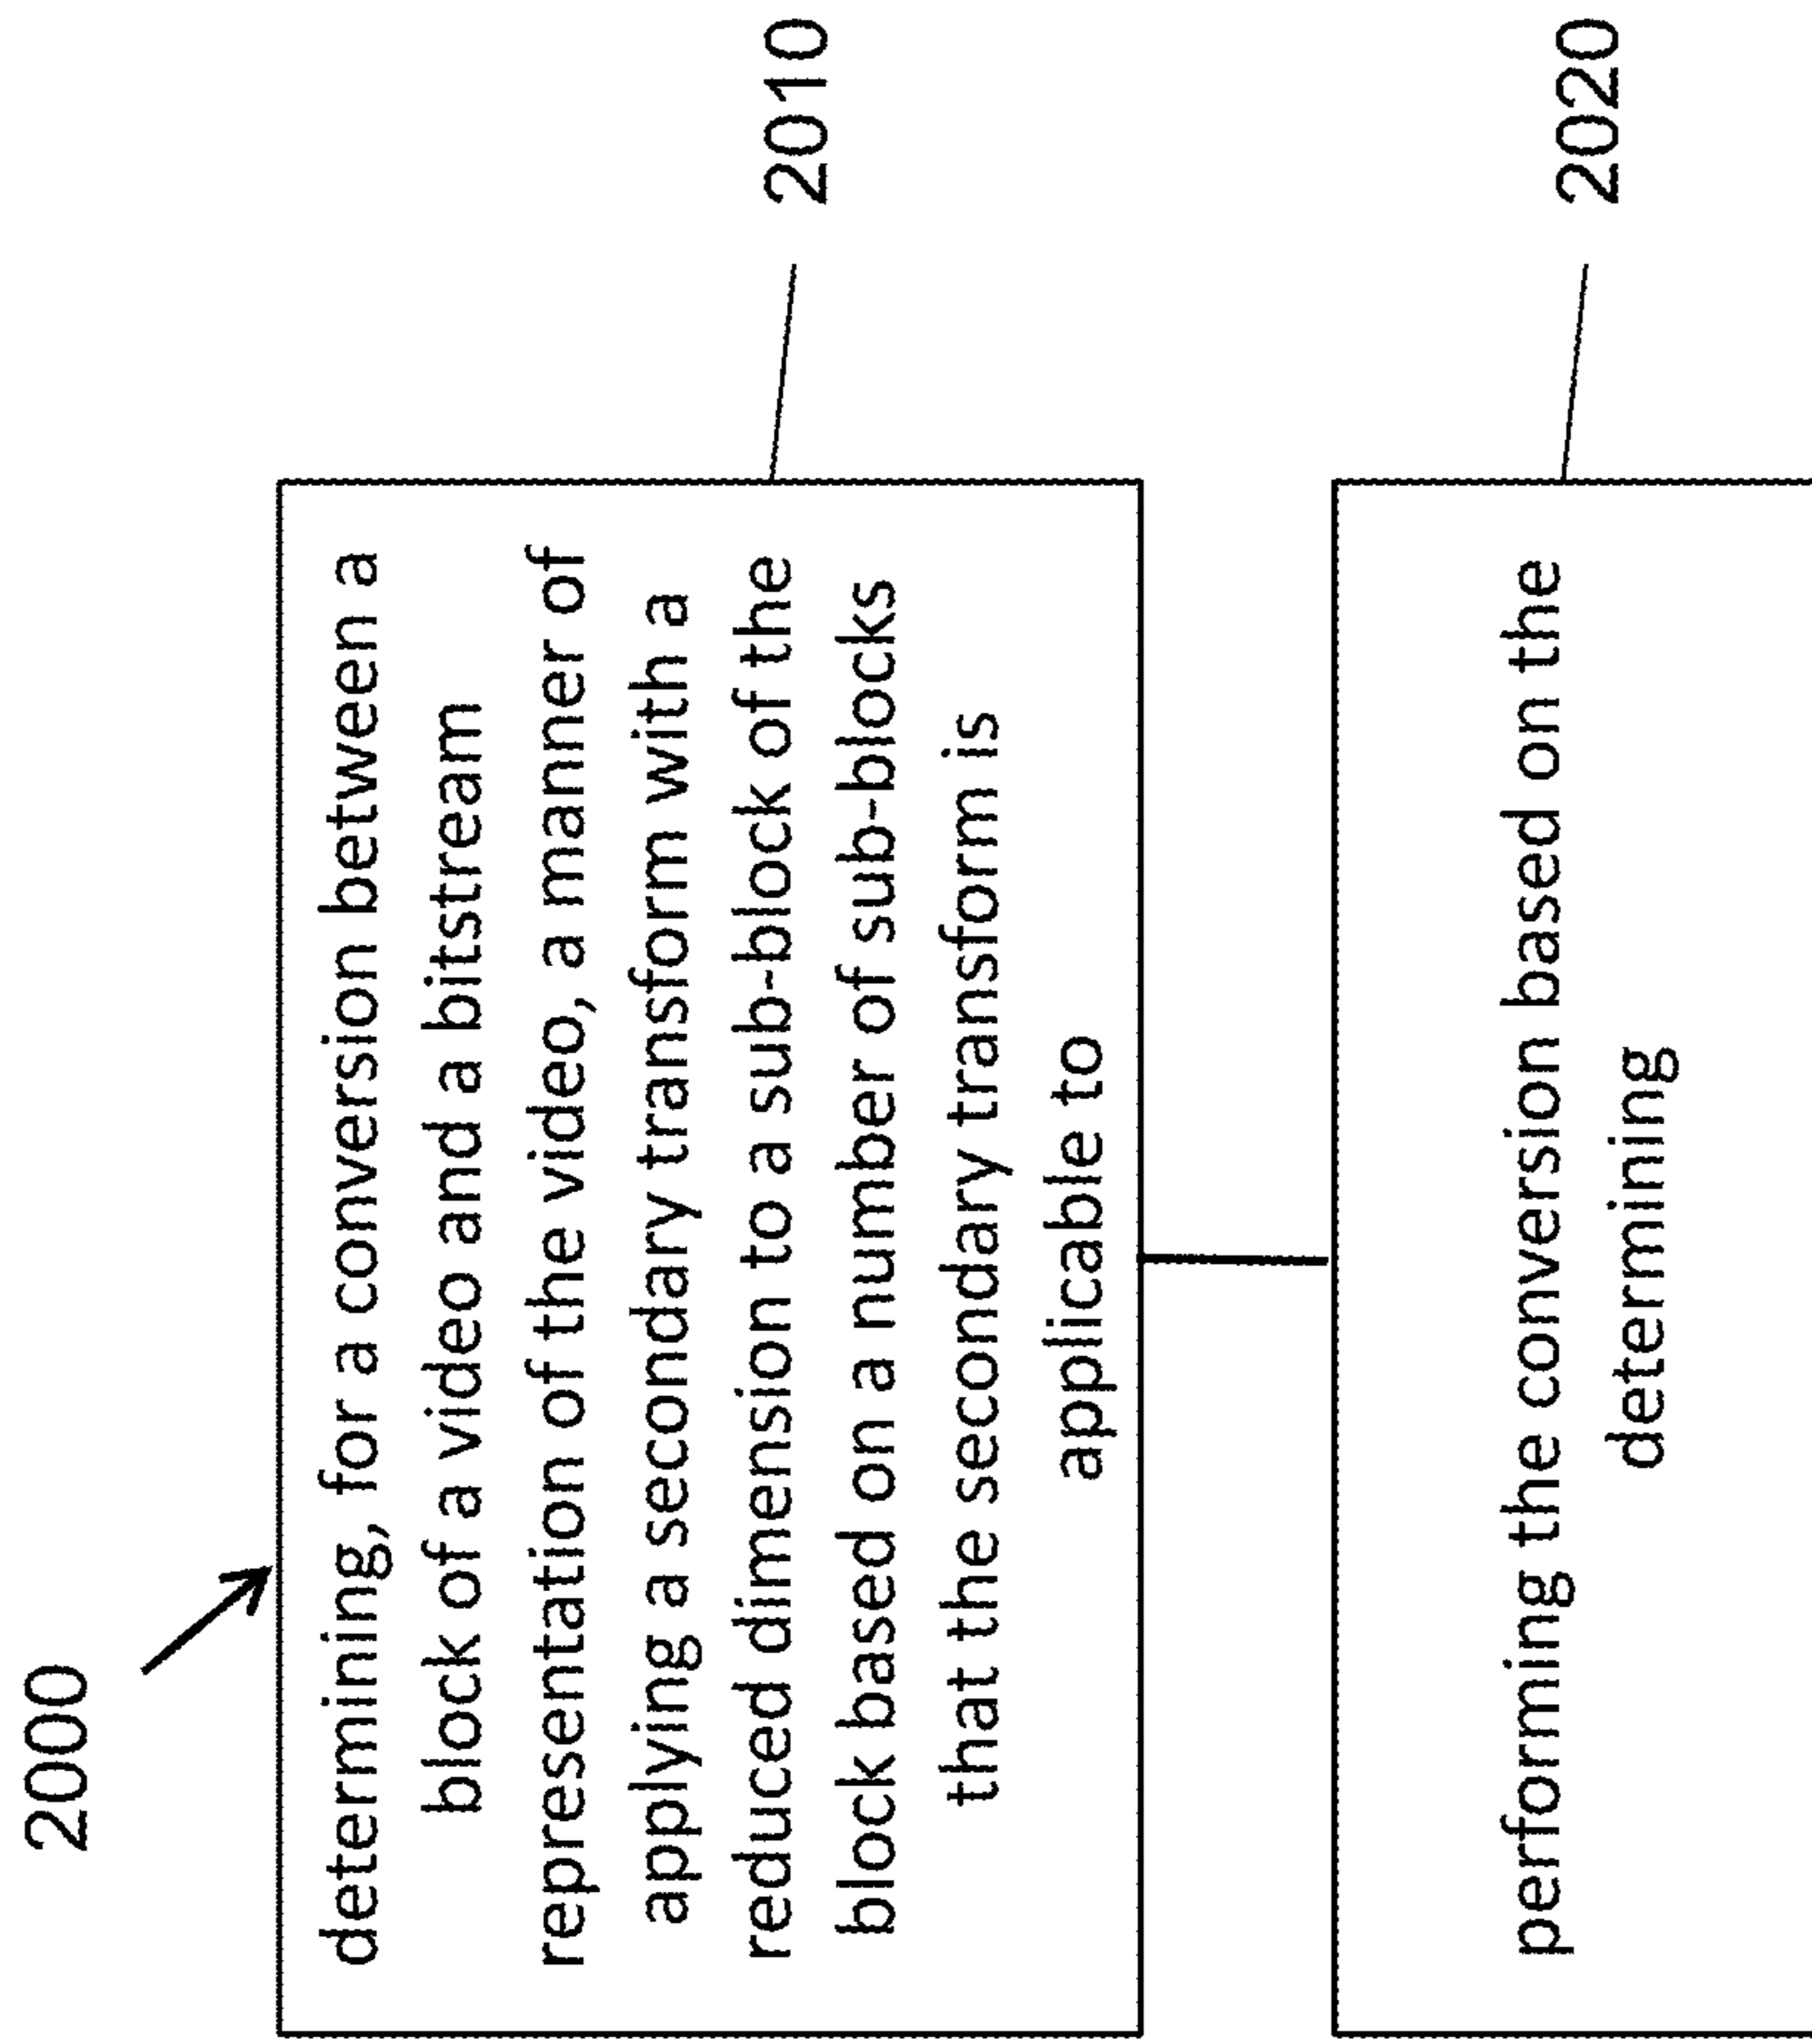 2000
determining, for a conversion between a
block of a video and a bitstream
representation of the video, a manner of
applying a secondary transform with a
reduced dimension to a sub-block of the
block based on a number of sub-blocks
that the secondary transform is
applicable to
2010
performing the conversion based on the
determining
2020